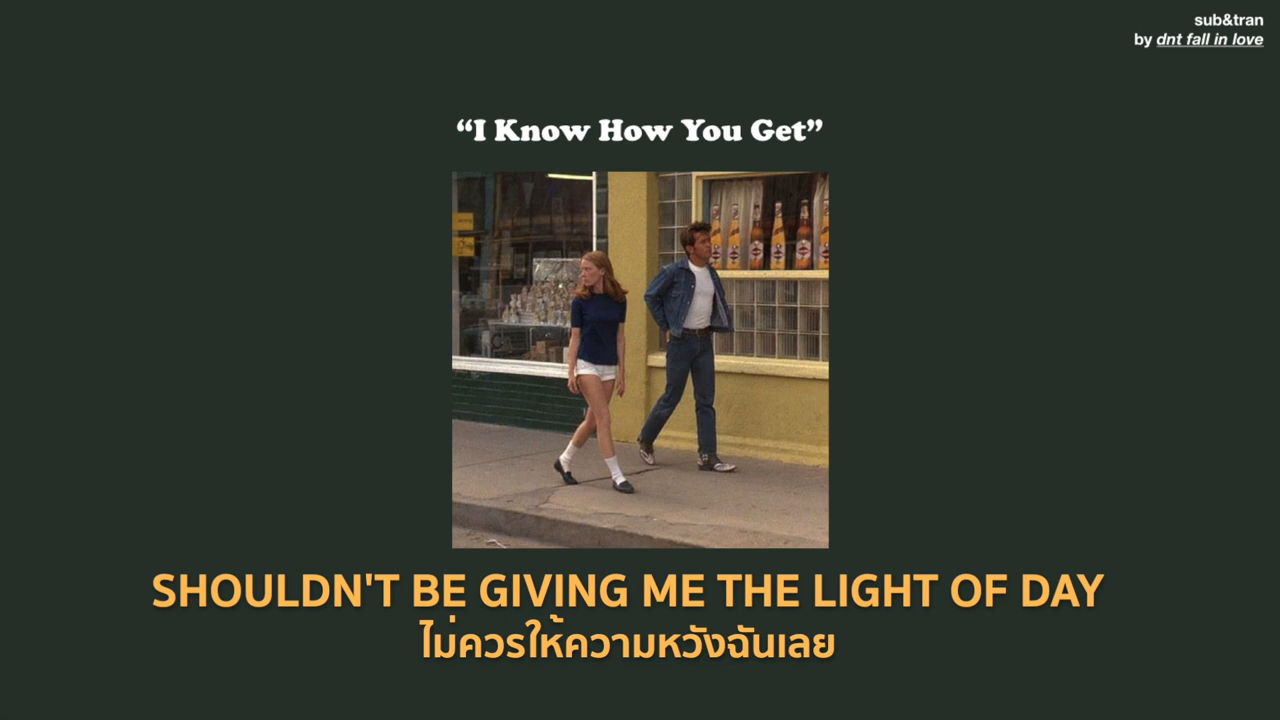 sub&tran
by dnt fall in love
“I Know How You Get”
SHOULDN'T BE GIVING ME THE LIGHT OF DAY
ไม่ควรให้ความหวังฉันเลย